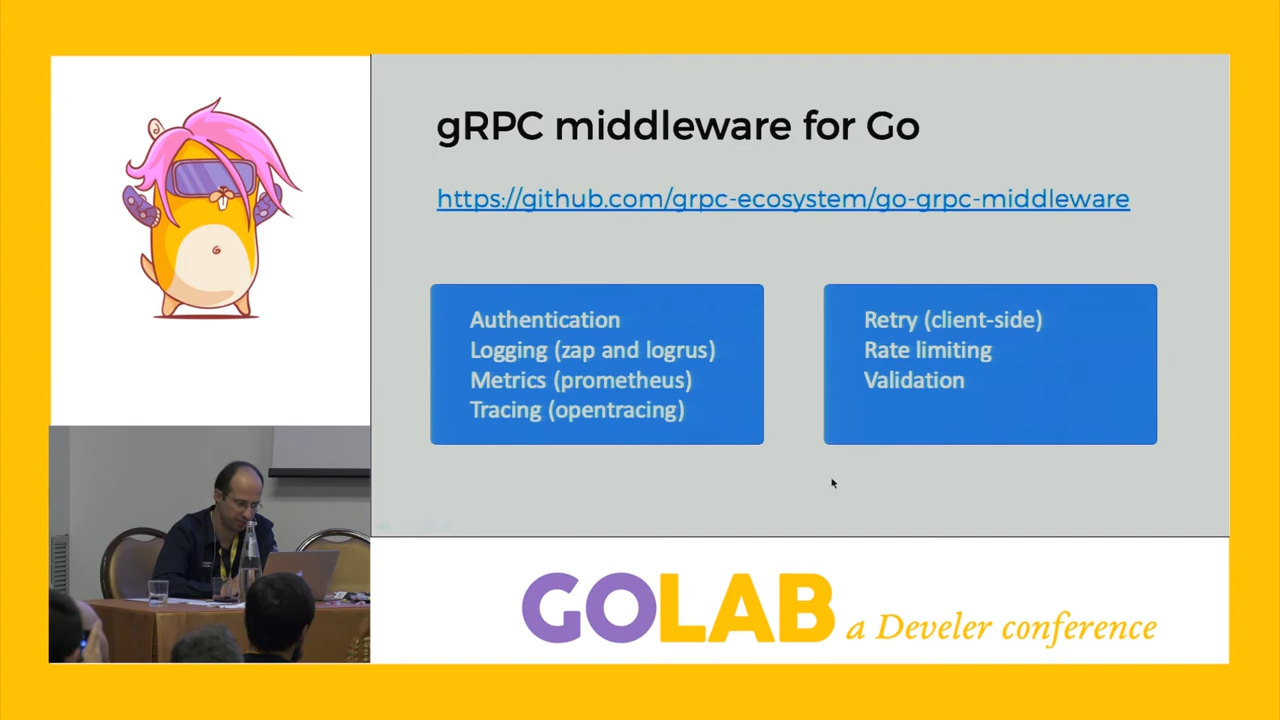 gRPC middleware for Go
https://github.com/grpc-ecosystem/go-grpc-middleware
Authentication
Logging (zap and logrus)
Metrics (prometheus)
Tracing (opentracing)
Retry (client-side)
Rate limiting
Validation
GOLAB a Develer conference